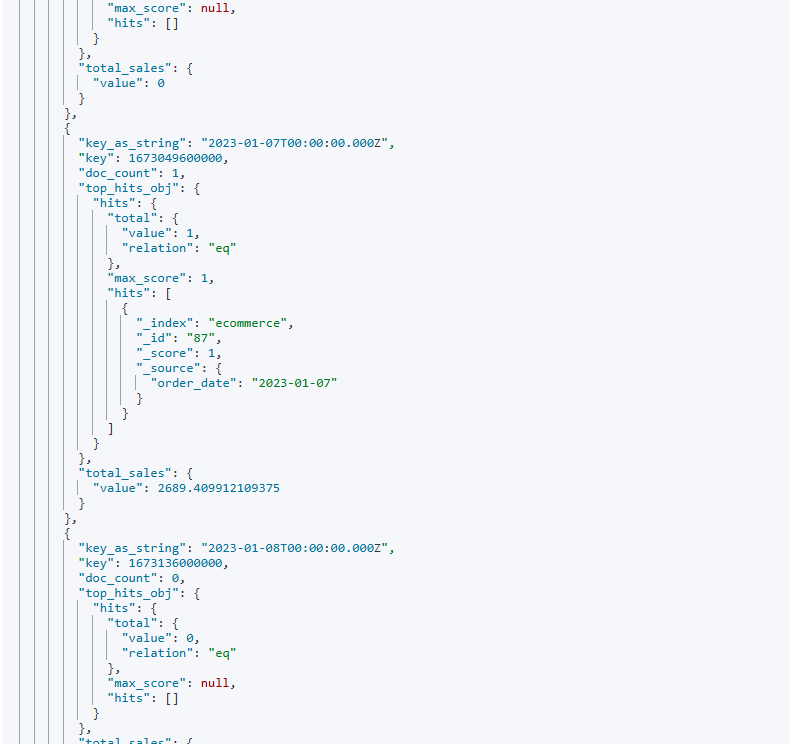 "max_score": null,
"hits": []
}
},
"total_sales": {
"value": 0
}
},
{
"key_as_string": "2023-01-07T00:00:00.000Z",
"key": 1673049600000,
"doc_count": 1,
"top_hits_obj": {
"hits": {
"total": {
"value": 1,
"relation": "eq"
},
"max_score": 1,
"hits": [
{
"_index": "ecommerce",
"_id": "87",
"_score": 1,
"_source": {
"order_date": "2023-01-07"
}
}
]
}
},
"total_sales": {
"value": 2689.409912109375
}
},
{
"key_as_string": "2023-01-08T00:00:00.000Z",
"key": 1673136000000,
"doc_count": 0,
"top_hits_obj": {
"hits": {
"total": {
"value": 0,
"relation": "eq"
},
"max_score": null,
"hits": []
}
},
"total_sales": {